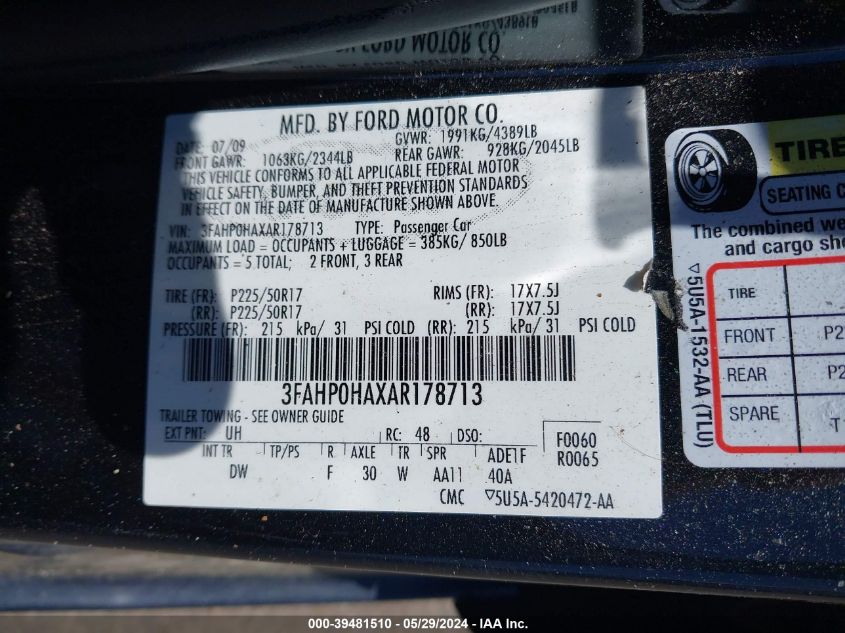 MFD. BY FORD MOTOR CO.
DATE: 07/09 GVWR: 1991KG/4389LB
FRONT GAWR: 1063KG/2344LB REAR GAWR: 928KG/2045LB
THIS VEHICLE CONFORMS TO ALL APPLICABLE FEDERAL MOTOR
VEHICLE SAFETY, BUMPER, AND THEFT PREVENTION STANDARDS
IN EFFECT ON THE DATE OF MANUFACTURE SHOWN ABOVE.
VIN: 3FAHP0HAXAR178713 TYPE: Passenger Car
MAXIMUM LOAD = OCCUPANTS + LUGGAGE = 385KG/ 850LB
OCCUPANTS = 5 TOTAL; 2 FRONT, 3 REAR
TIRE (FR): P225/50R17 RIMS (FR): 17X7.5J
(RR): P225/50R17 (RR): 17X7.5J
PRESSURE (FR): 215 kPa/ 31 PSI COLD (RR): 215 kPa/ 31 PSI COLD
3FAHP0HAXAR178713
TRAILER TOWING - SEE OWNER GUIDE
EXT PNT: UH RC: 48 DSO: F0060
R0065
INT TR TP/PS R AXLE TR SPR ADE1F
DW F 30 W AA11 40A
CMC ▽5U5A-5420472-AA
TIRE
SEATING
The combined
and cargo
▽5U5A-1532-AA (TLU)
TIRE
FRONT P2
REAR P2
SPARE T
000-39481510 05/29/2024 IAA, Inc.